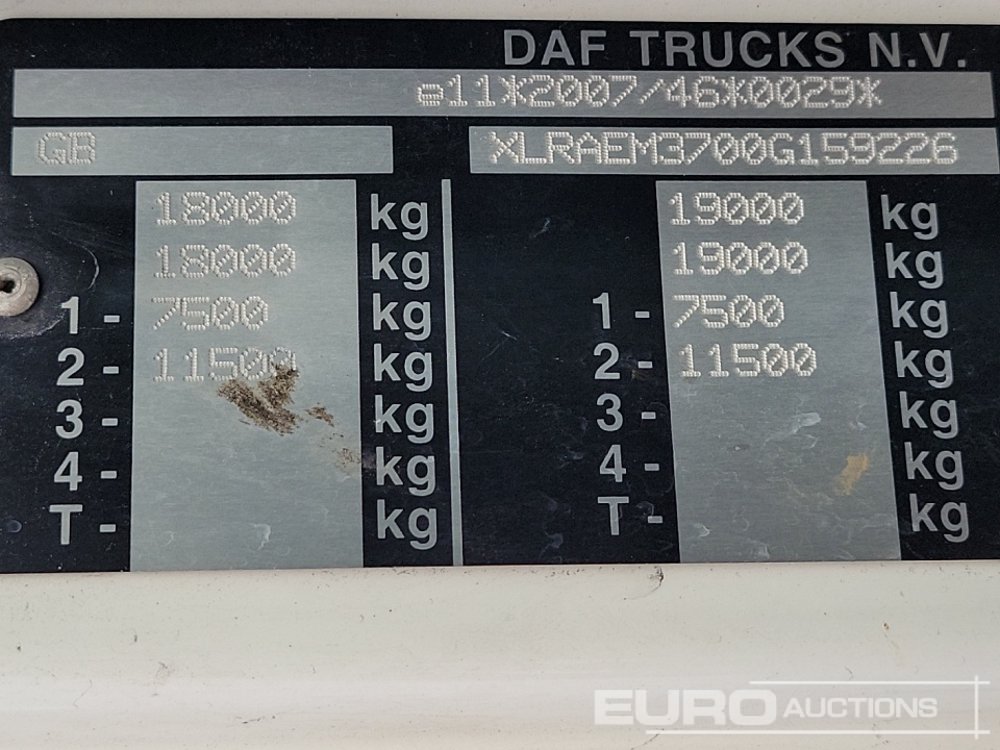 DAF TRUCKS N.V.
e11*2007/46*0029*
GB XLRAEM3700G159226
18000 kg 19000 kg
18000 kg 19000 kg
1 - 7500 kg 1 - 7500 kg
2 - 11500 kg 2 - 11500 kg
3 - kg 3 - kg
4 - kg 4 - kg
T - kg T - kg
EURO AUCTIONS